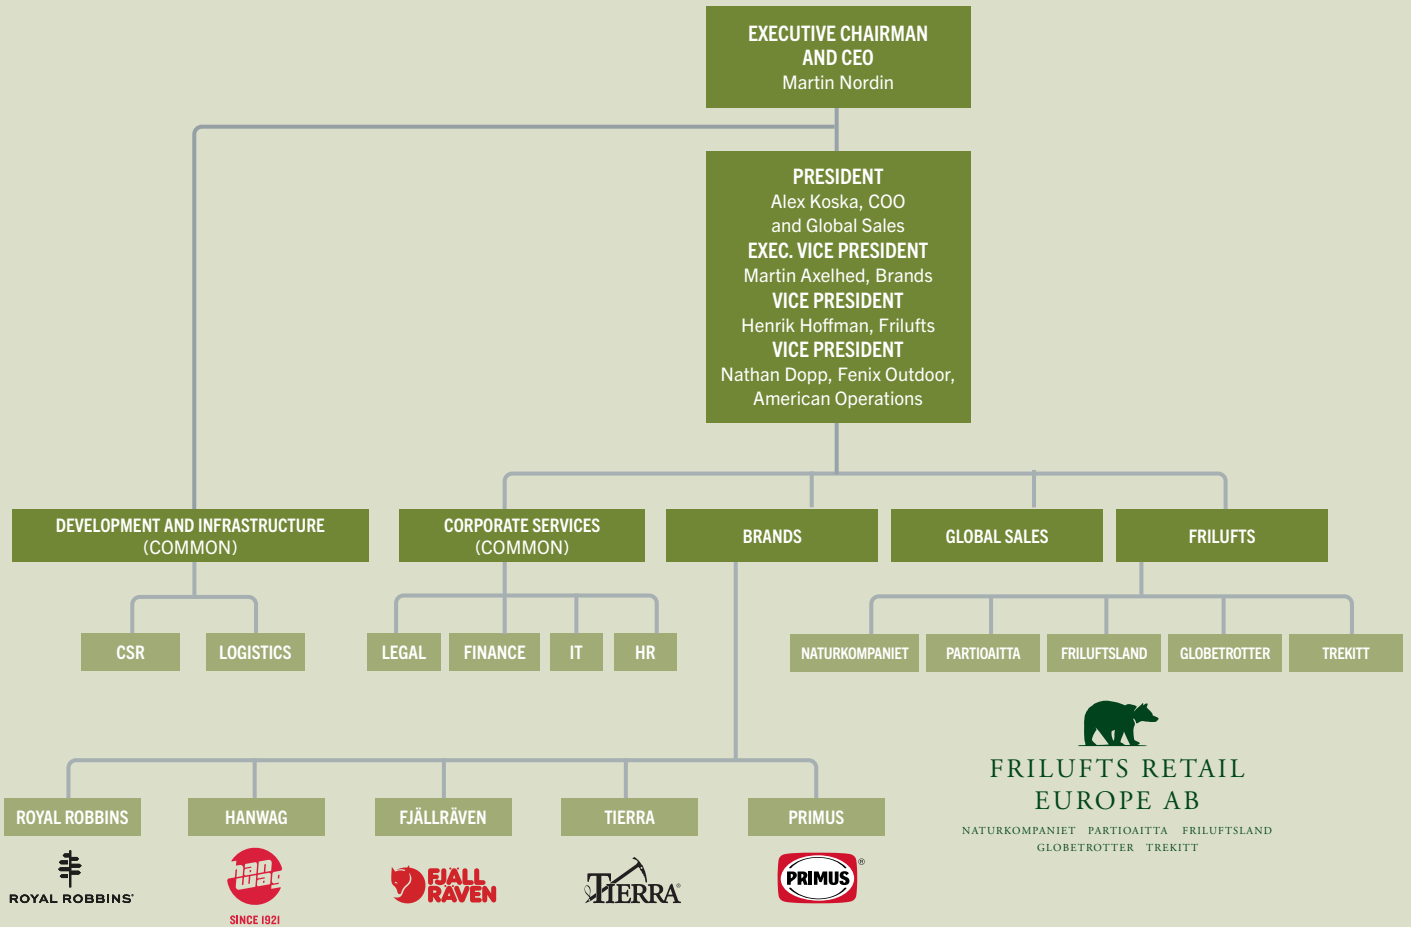 EXECUTIVE CHAIRMAN
AND CEO
Martin Nordin
PRESIDENT
Alex Koska, COO
and Global Sales
EXEC. VICE PRESIDENT
Martin Axelhed, Brands
VICE PRESIDENT
Henrik Hoffman, Frilufts
VICE PRESIDENT
Nathan Dopp, Fenix Outdoor,
American Operations
DEVELOPMENT AND INFRASTRUCTURE
(COMMON)
CORPORATE SERVICES
(COMMON)
BRANDS
GLOBAL SALES
FRILUFTS
CSR
LOGISTICS
LEGAL
FINANCE
IT
HR
NATURKOMPANIET
PARTIOAITTA
FRILUFTSLAND
GLOBETROTTER
TREKITT
FRILUFTS RETAIL
EUROPE AB
NATURKOMPANIET PARTIOAITTA FRILUFTSLAND
GLOBETROTTER TREKITT
ROYAL ROBBINS
HANWAG
FJÄLLRÄVEN
TIERRA
PRIMUS
ROYAL ROBBINS®
han
wag
SINCE 1921
FJÄLL
RÄVEN
TIERRA®
PRIMUS®